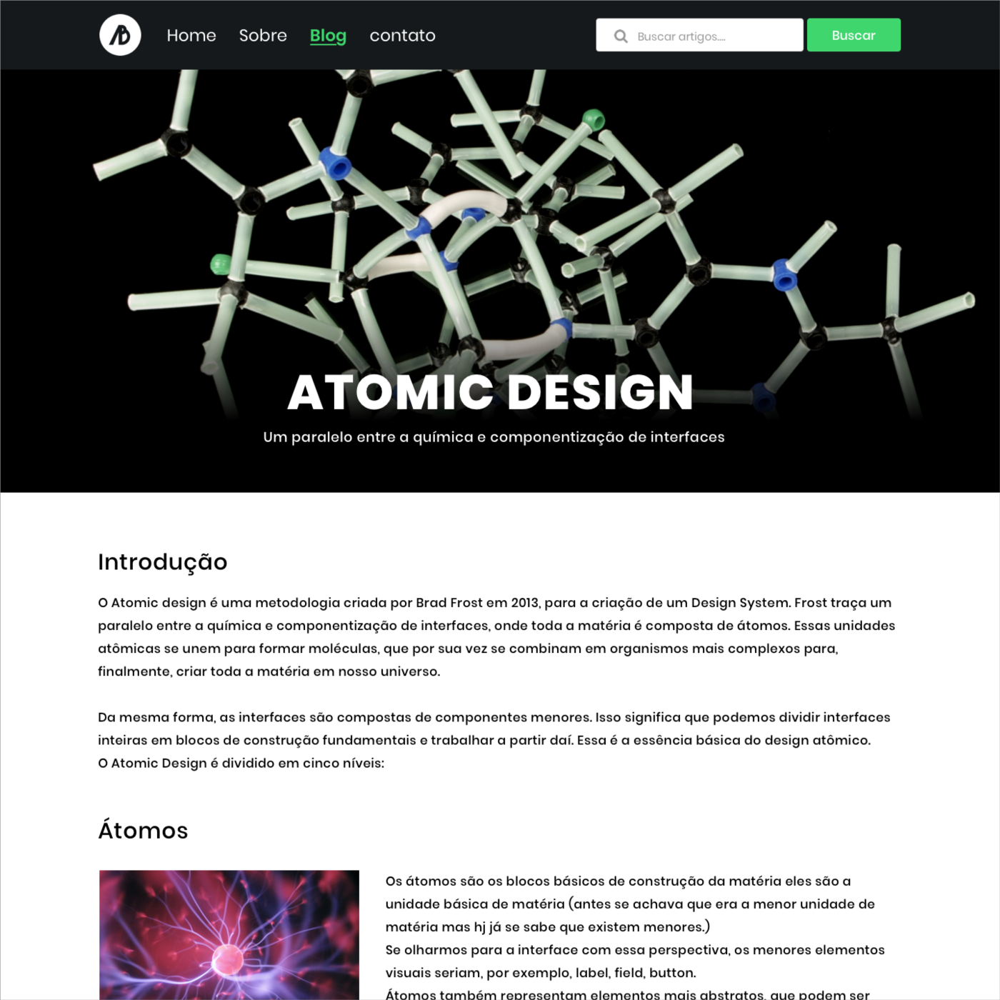 Home Sobre Blog contato Buscar artigos.... Buscar
ATOMIC DESIGN
Um paralelo entre a química e componentização de interfaces
Introdução
O Atomic design é uma metodologia criada por Brad Frost em 2013, para a criação de um Design System. Frost traça um
paralelo entre a química e componentização de interfaces, onde toda a matéria é composta de átomos. Essas unidades
atômicas se unem para formar moléculas, que por sua vez se combinam em organismos mais complexos para,
finalmente, criar toda a matéria em nosso universo.
Da mesma forma, as interfaces são compostas de componentes menores. Isso significa que podemos dividir interfaces
inteiras em blocos de construção fundamentais e trabalhar a partir daí. Essa é a essência básica do design atômico.
O Atomic Design é dividido em cinco níveis:
Átomos
Os átomos são os blocos básicos de construção da matéria eles são a
unidade básica de matéria (antes se achava que era a menor unidade de
matéria mas hj já se sabe que existem menores.)
Se olharmos para a interface com essa perspectiva, os menores elementos
visuais seriam, por exemplo, label, field, button.
Átomos também representam elementos mais abstratos, que podem ser